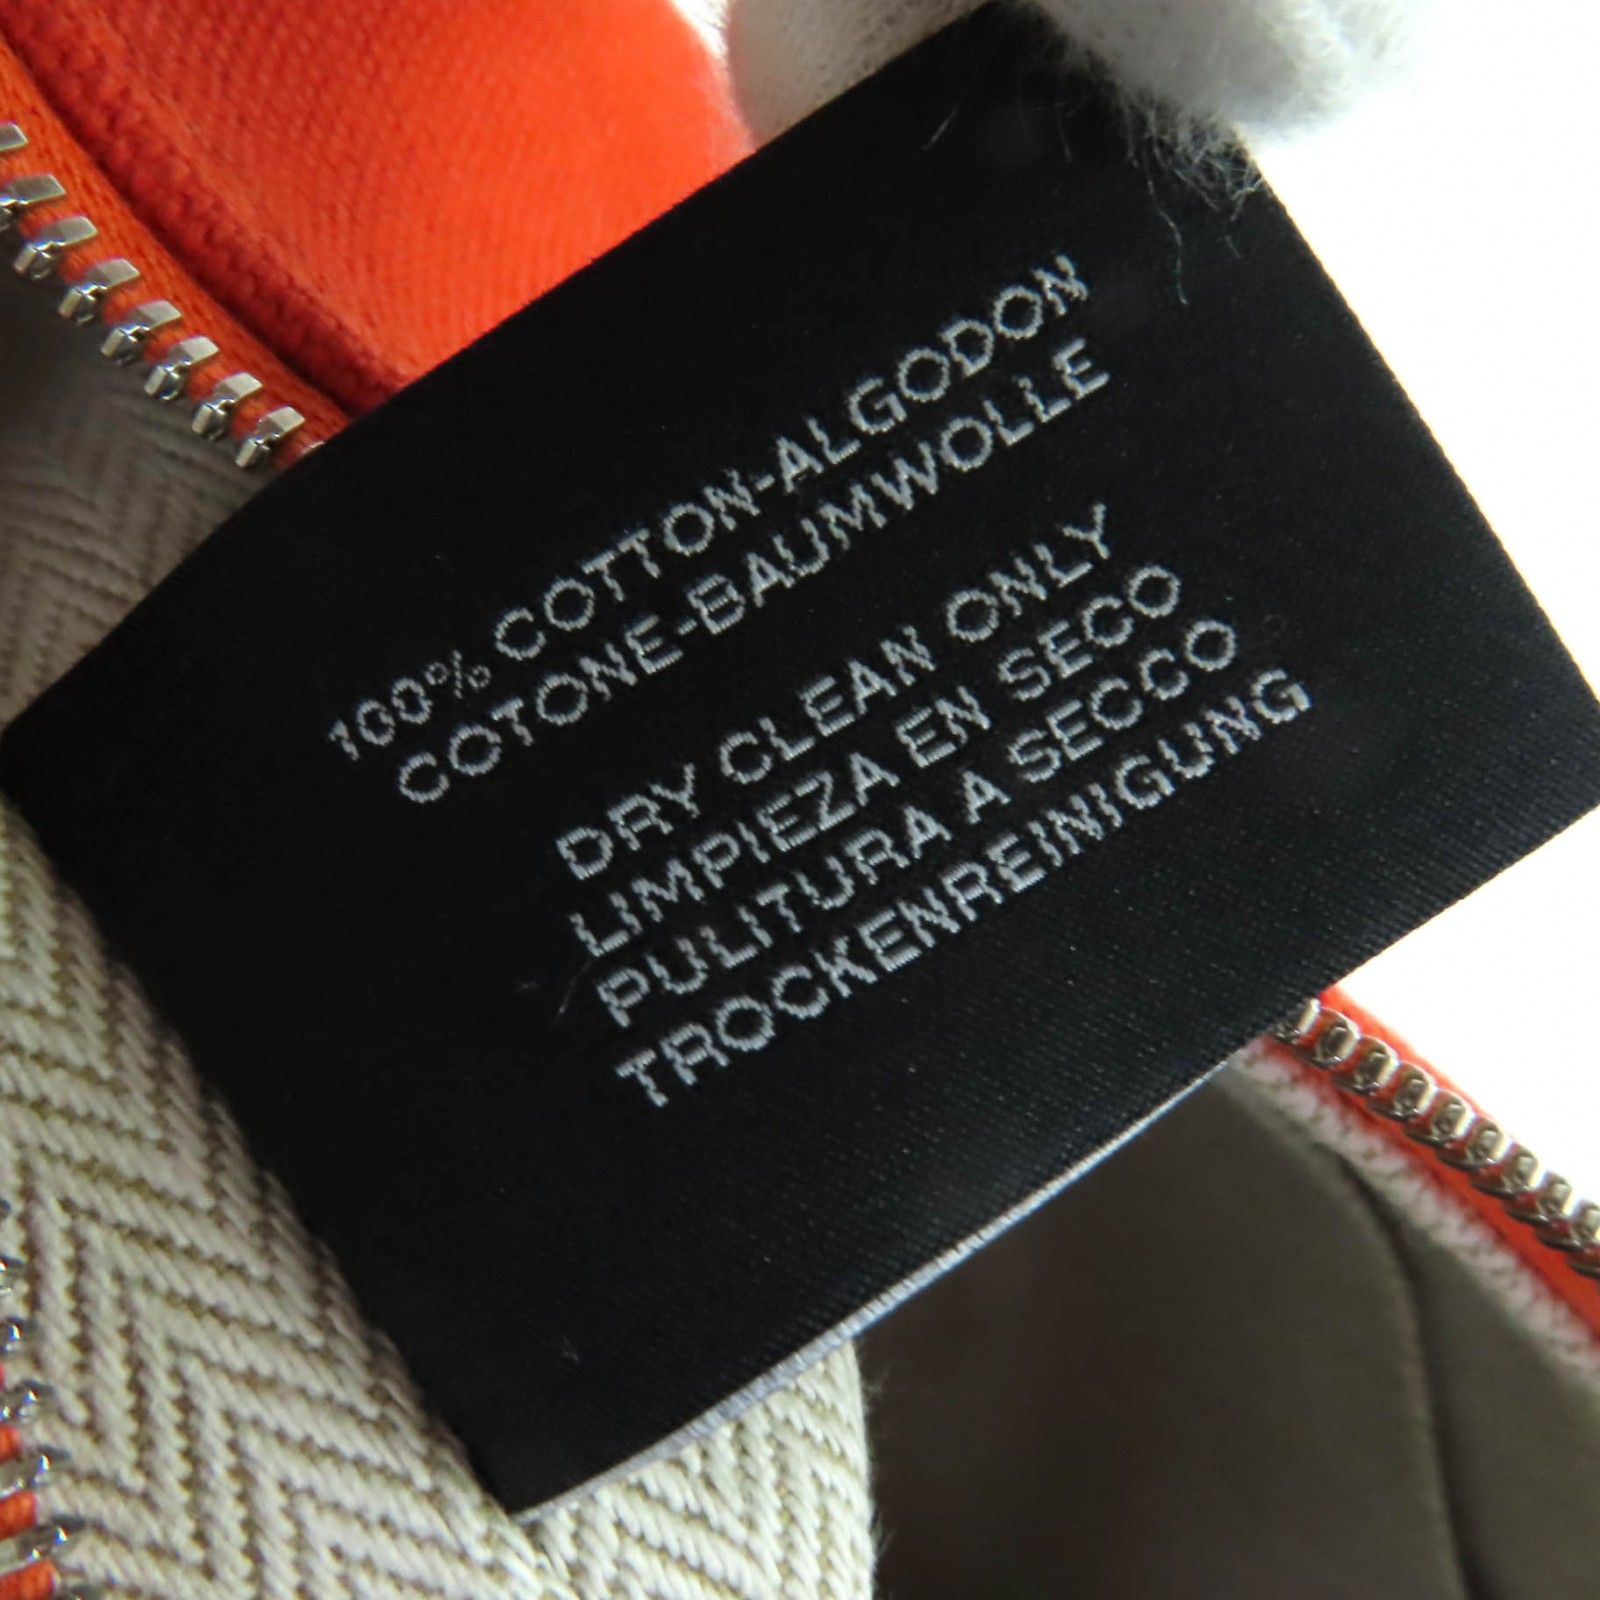 100% COTTON-ALGODON
COTONE-BAUMWOLLE
DRY CLEAN ONLY
LIMPIEZA EN SECO
PULITURA A SECCO
TROCKENREINIGUNG